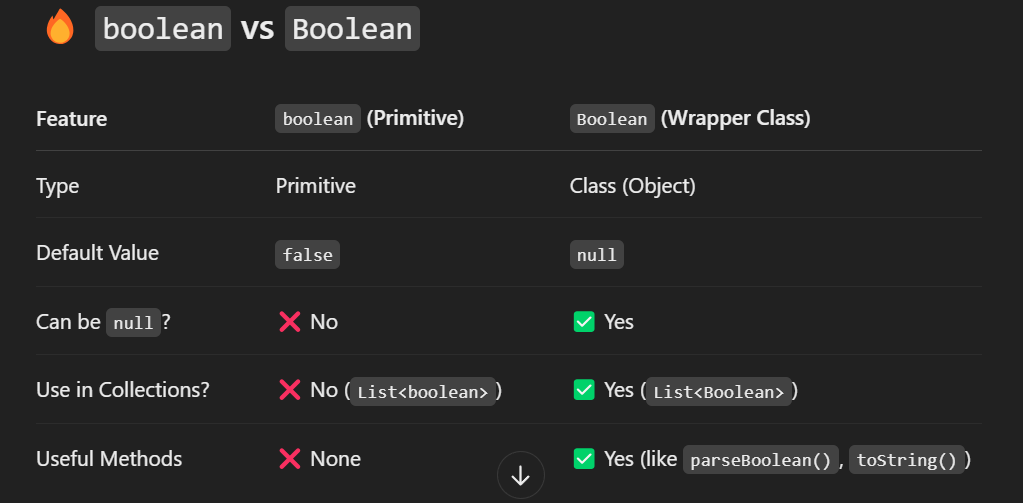 🔥 boolean vs Boolean
Feature boolean (Primitive) Boolean (Wrapper Class)
Type Primitive Class (Object)
Default Value false null
Can be null? ❌ No ✅ Yes
Use in Collections? ❌ No (List<boolean>) ✅ Yes (List<Boolean>)
Useful Methods ❌ None ✅ Yes (like parseBoolean(), toString())